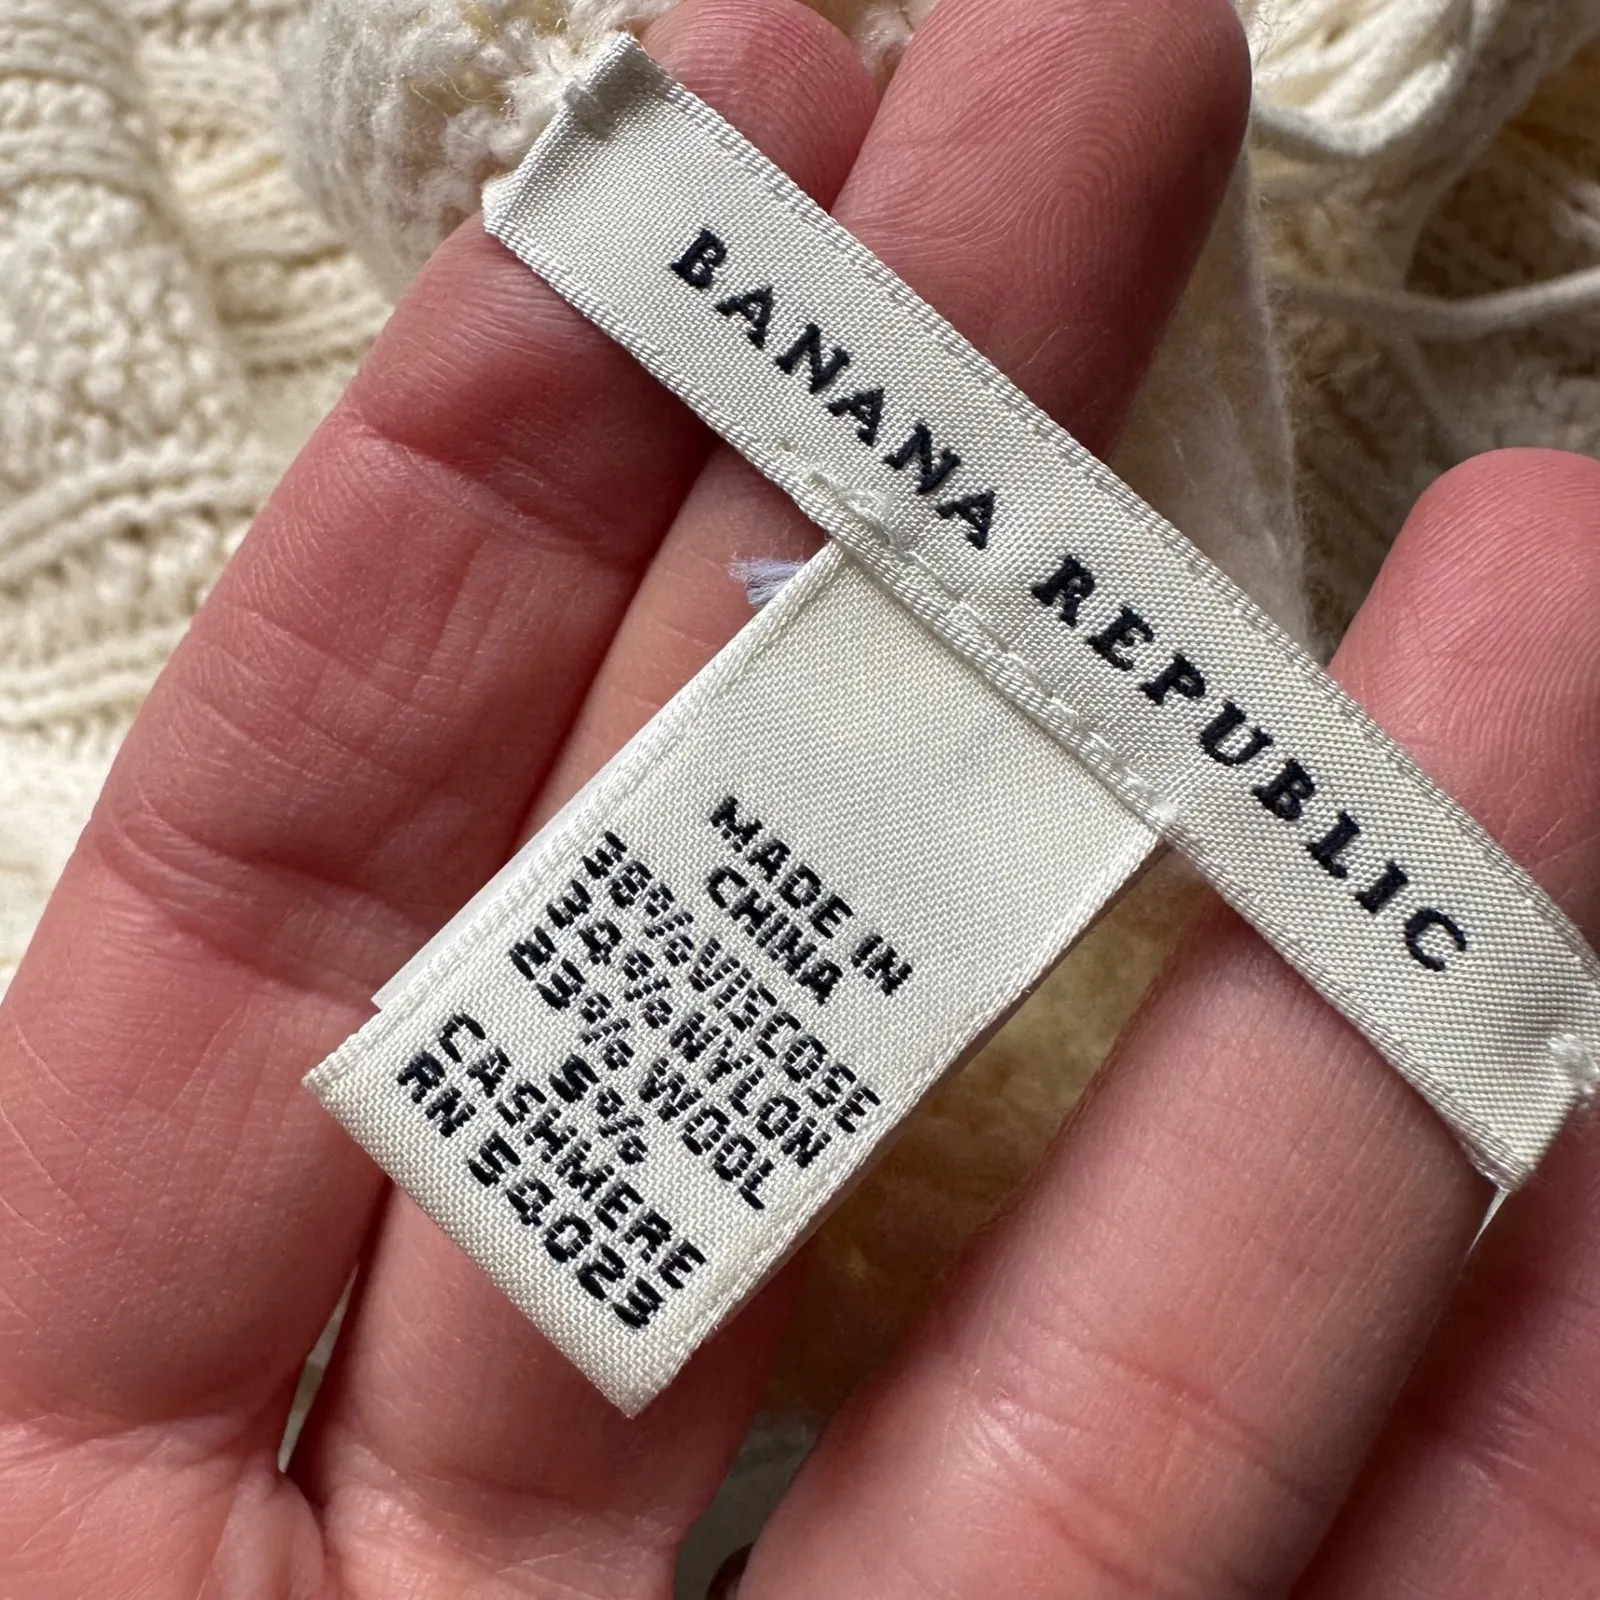 BANANA REPUBLIC
MADE IN
CHINA
38% VISCOSE
34% NYLON
23% WOOL
5%
CASHMERE
RN 54023